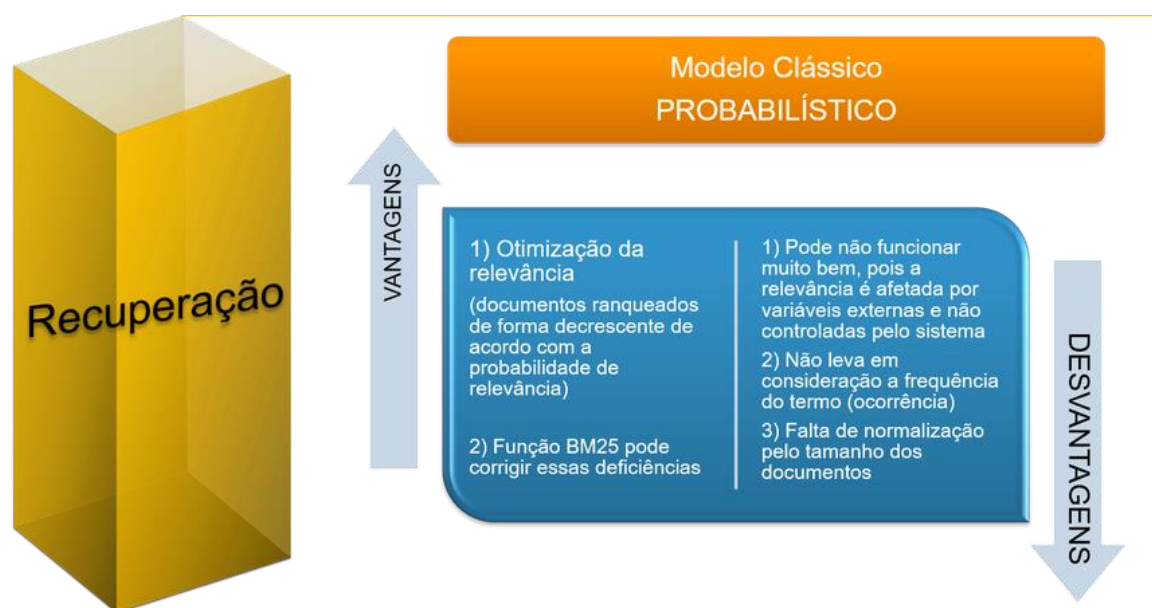 Modelo Clássico
PROBABILÍSTICO
Recuperação
VANTAGENS
1) Otimização da
relevância
(documentos ranqueados
de forma decrescente de
acordo com a
probabilidade de
relevância)
2) Função BM25 pode
corrigir essas deficiências
1) Pode não funcionar
muito bem, pois a
relevância é afetada por
variáveis externas e não
controladas pelo sistema
2) Não leva em
consideração a frequência
do termo (ocorrência)
3) Falta de normalização
pelo tamanho dos
documentos
DESVANTAGENS